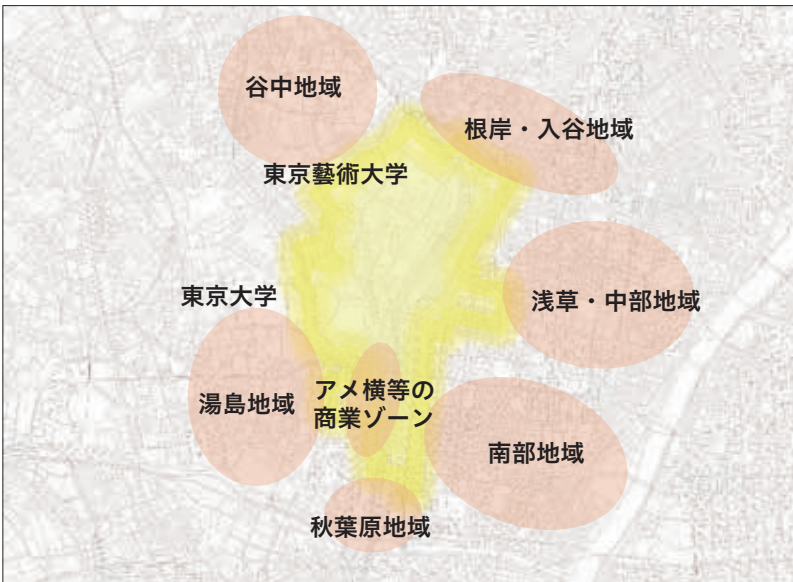 谷中地域
根岸・入谷地域
東京藝術大学
東京大学
浅草・中部地域
湯島地域
アメ横等の
商業ゾーン
南部地域
秋葉原地域